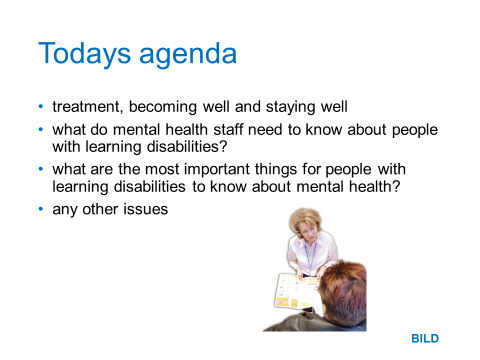 Todays agenda
• treatment, becoming well and staying well
• what do mental health staff need to know about people
with learning disabilities?
• what are the most important things for people with
learning disabilities to know about mental health?
• any other issues
BILD